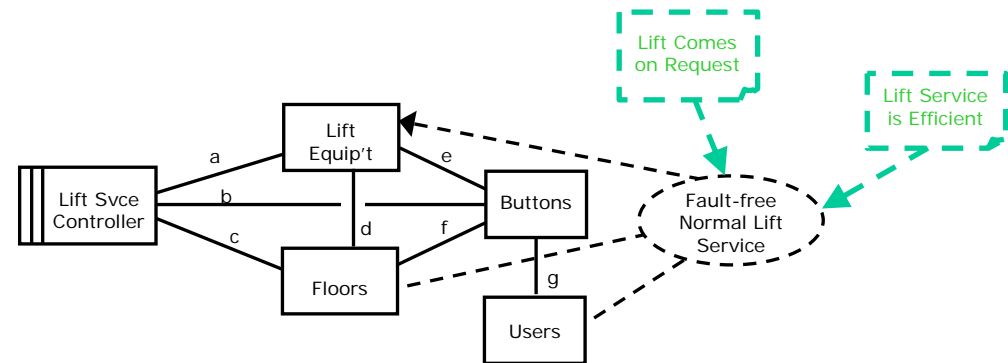 Lift Comes
on Request
Lift Service
is Efficient
Lift
Equip't
a
e
Lift Svce
Controller
b
Buttons
Fault-free
Normal Lift
Service
c
d
f
Floors
g
Users